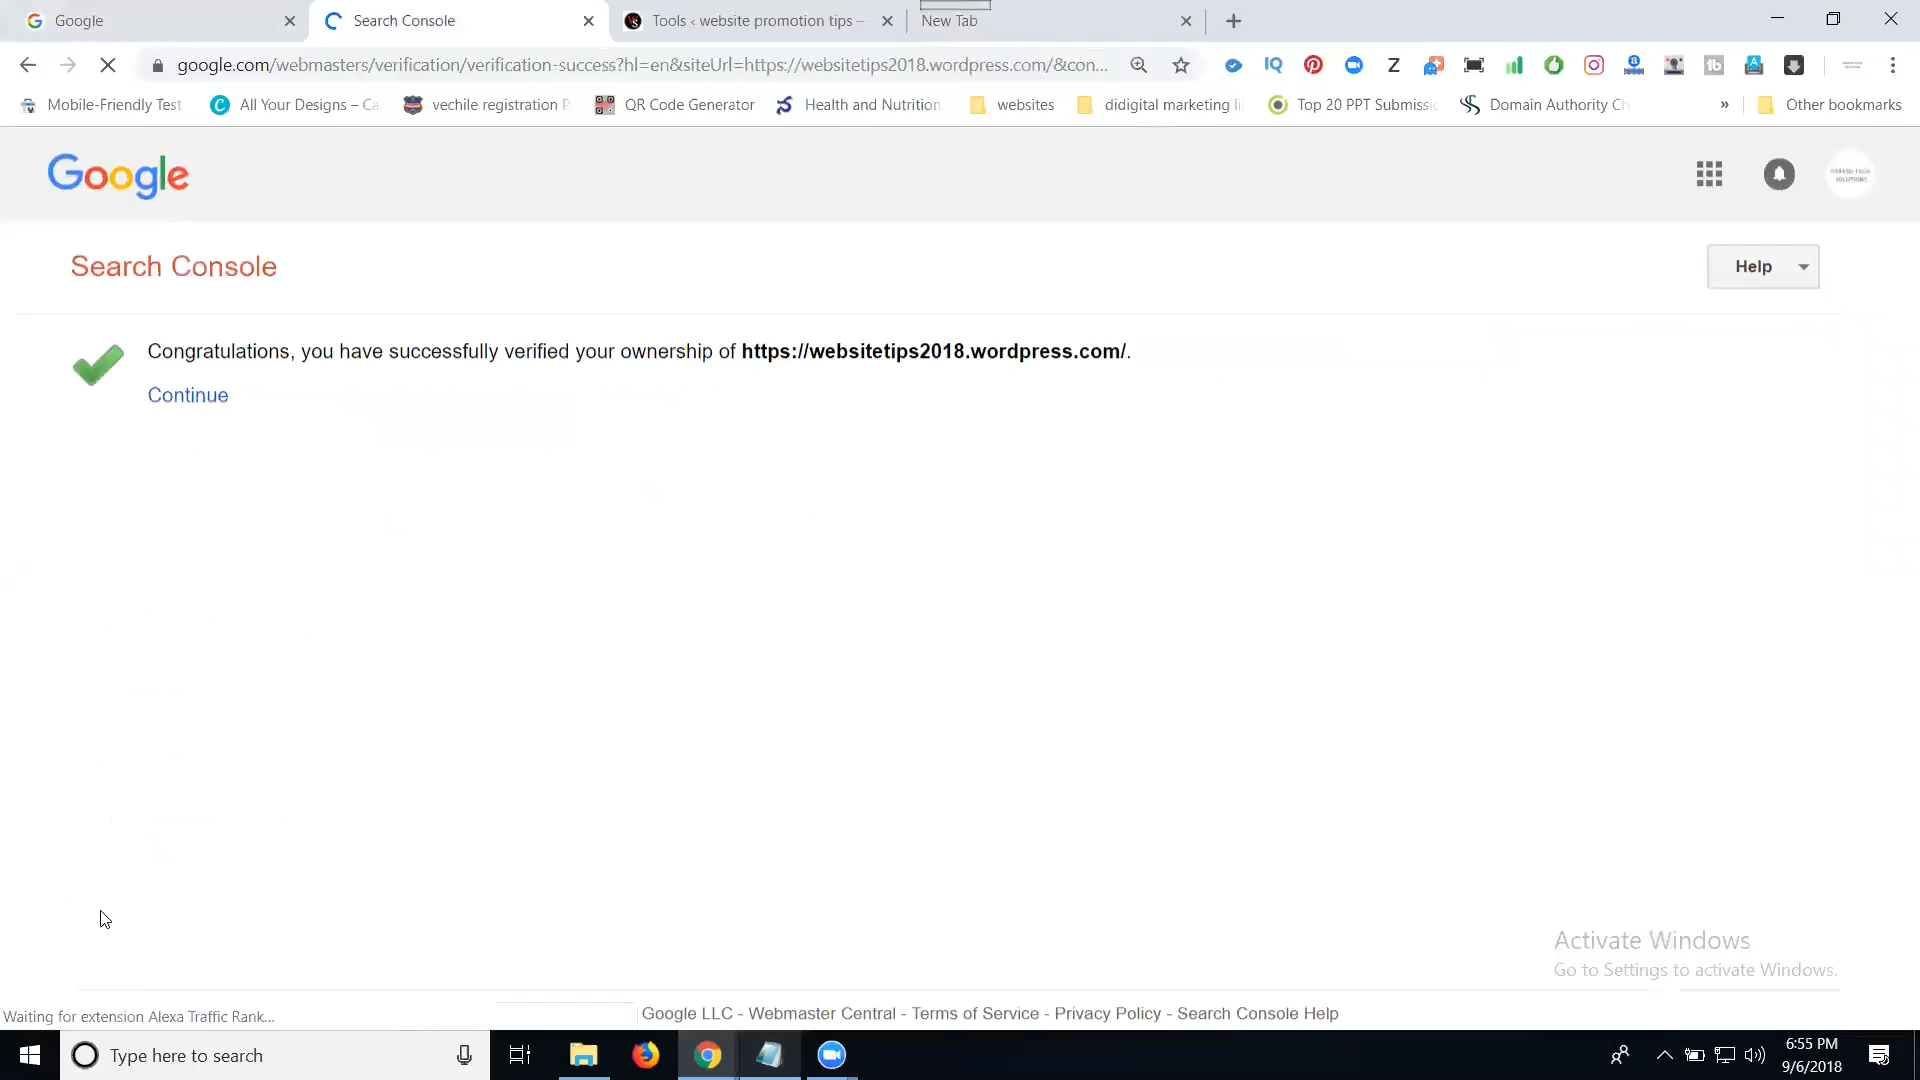 Google
Search Console
Tools ‹ website promotion tips –
New Tab
google.com/webmasters/verification/verification-success?hl=en&siteUrl=https://websitetips2018.wordpress.com/&con...
Mobile-Friendly Test
All Your Designs – Ca
vechile registration P
QR Code Generator
Health and Nutrition
websites
didigital marketing li
Top 20 PPT Submissic
Domain Authority Ch
»
Other bookmarks
Google
Search Console
Help
Congratulations, you have successfully verified your ownership of https://websitetips2018.wordpress.com/.
Continue
Activate Windows
Go to Settings to activate Windows.
Waiting for extension Alexa Traffic Rank...
Google LLC - Webmaster Central - Terms of Service - Privacy Policy - Search Console Help
Type here to search
6:55 PM
9/6/2018